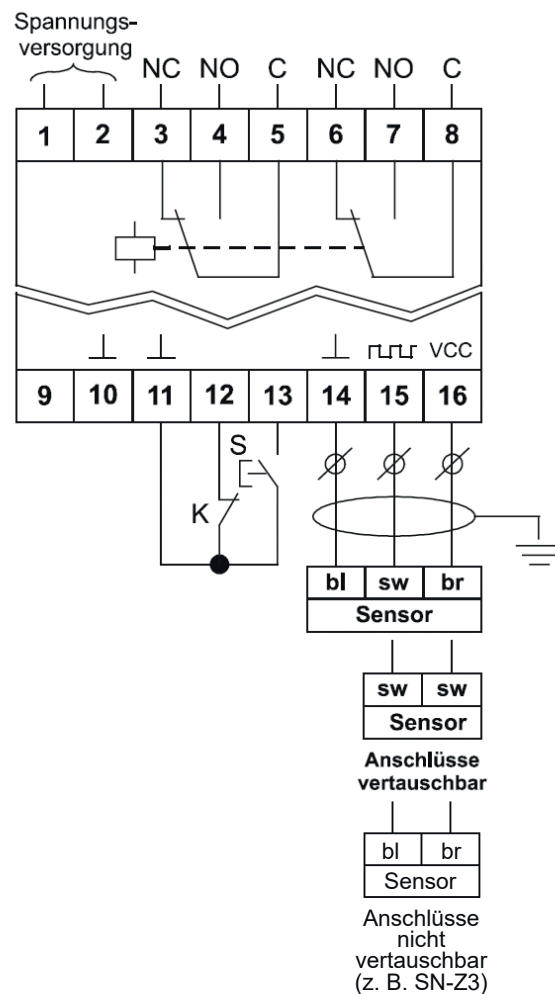 Spannungs-
versorgung
NC NO C NC NO C
1 2 3 4 5 6 7 8
VCC
9 10 11 12 13 14 15 16
S
K
bl sw br
Sensor
sw sw
Sensor
Anschlüsse
vertauschbar
bl br
Sensor
Anschlüsse
nicht
vertauschbar
(z. B. SN-Z3)